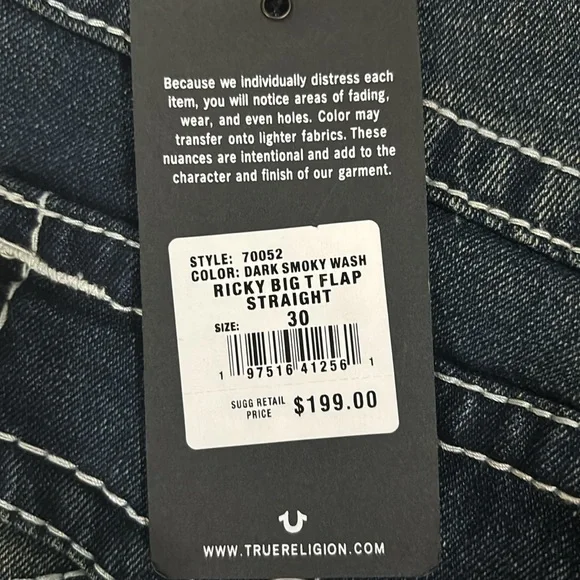 Because we individually distress each
item, you will notice areas of fading,
wear, and even holes. Color may
transfer onto lighter fabrics. These
nuances are intentional and add to the
character and finish of our garment.
STYLE: 70052
COLOR: DARK SMOKY WASH
RICKY BIG T FLAP
STRAIGHT
SIZE: 30
1 97516 41256 1
SUGG RETAIL
PRICE $199.00
WWW.TRUERELIGION.COM